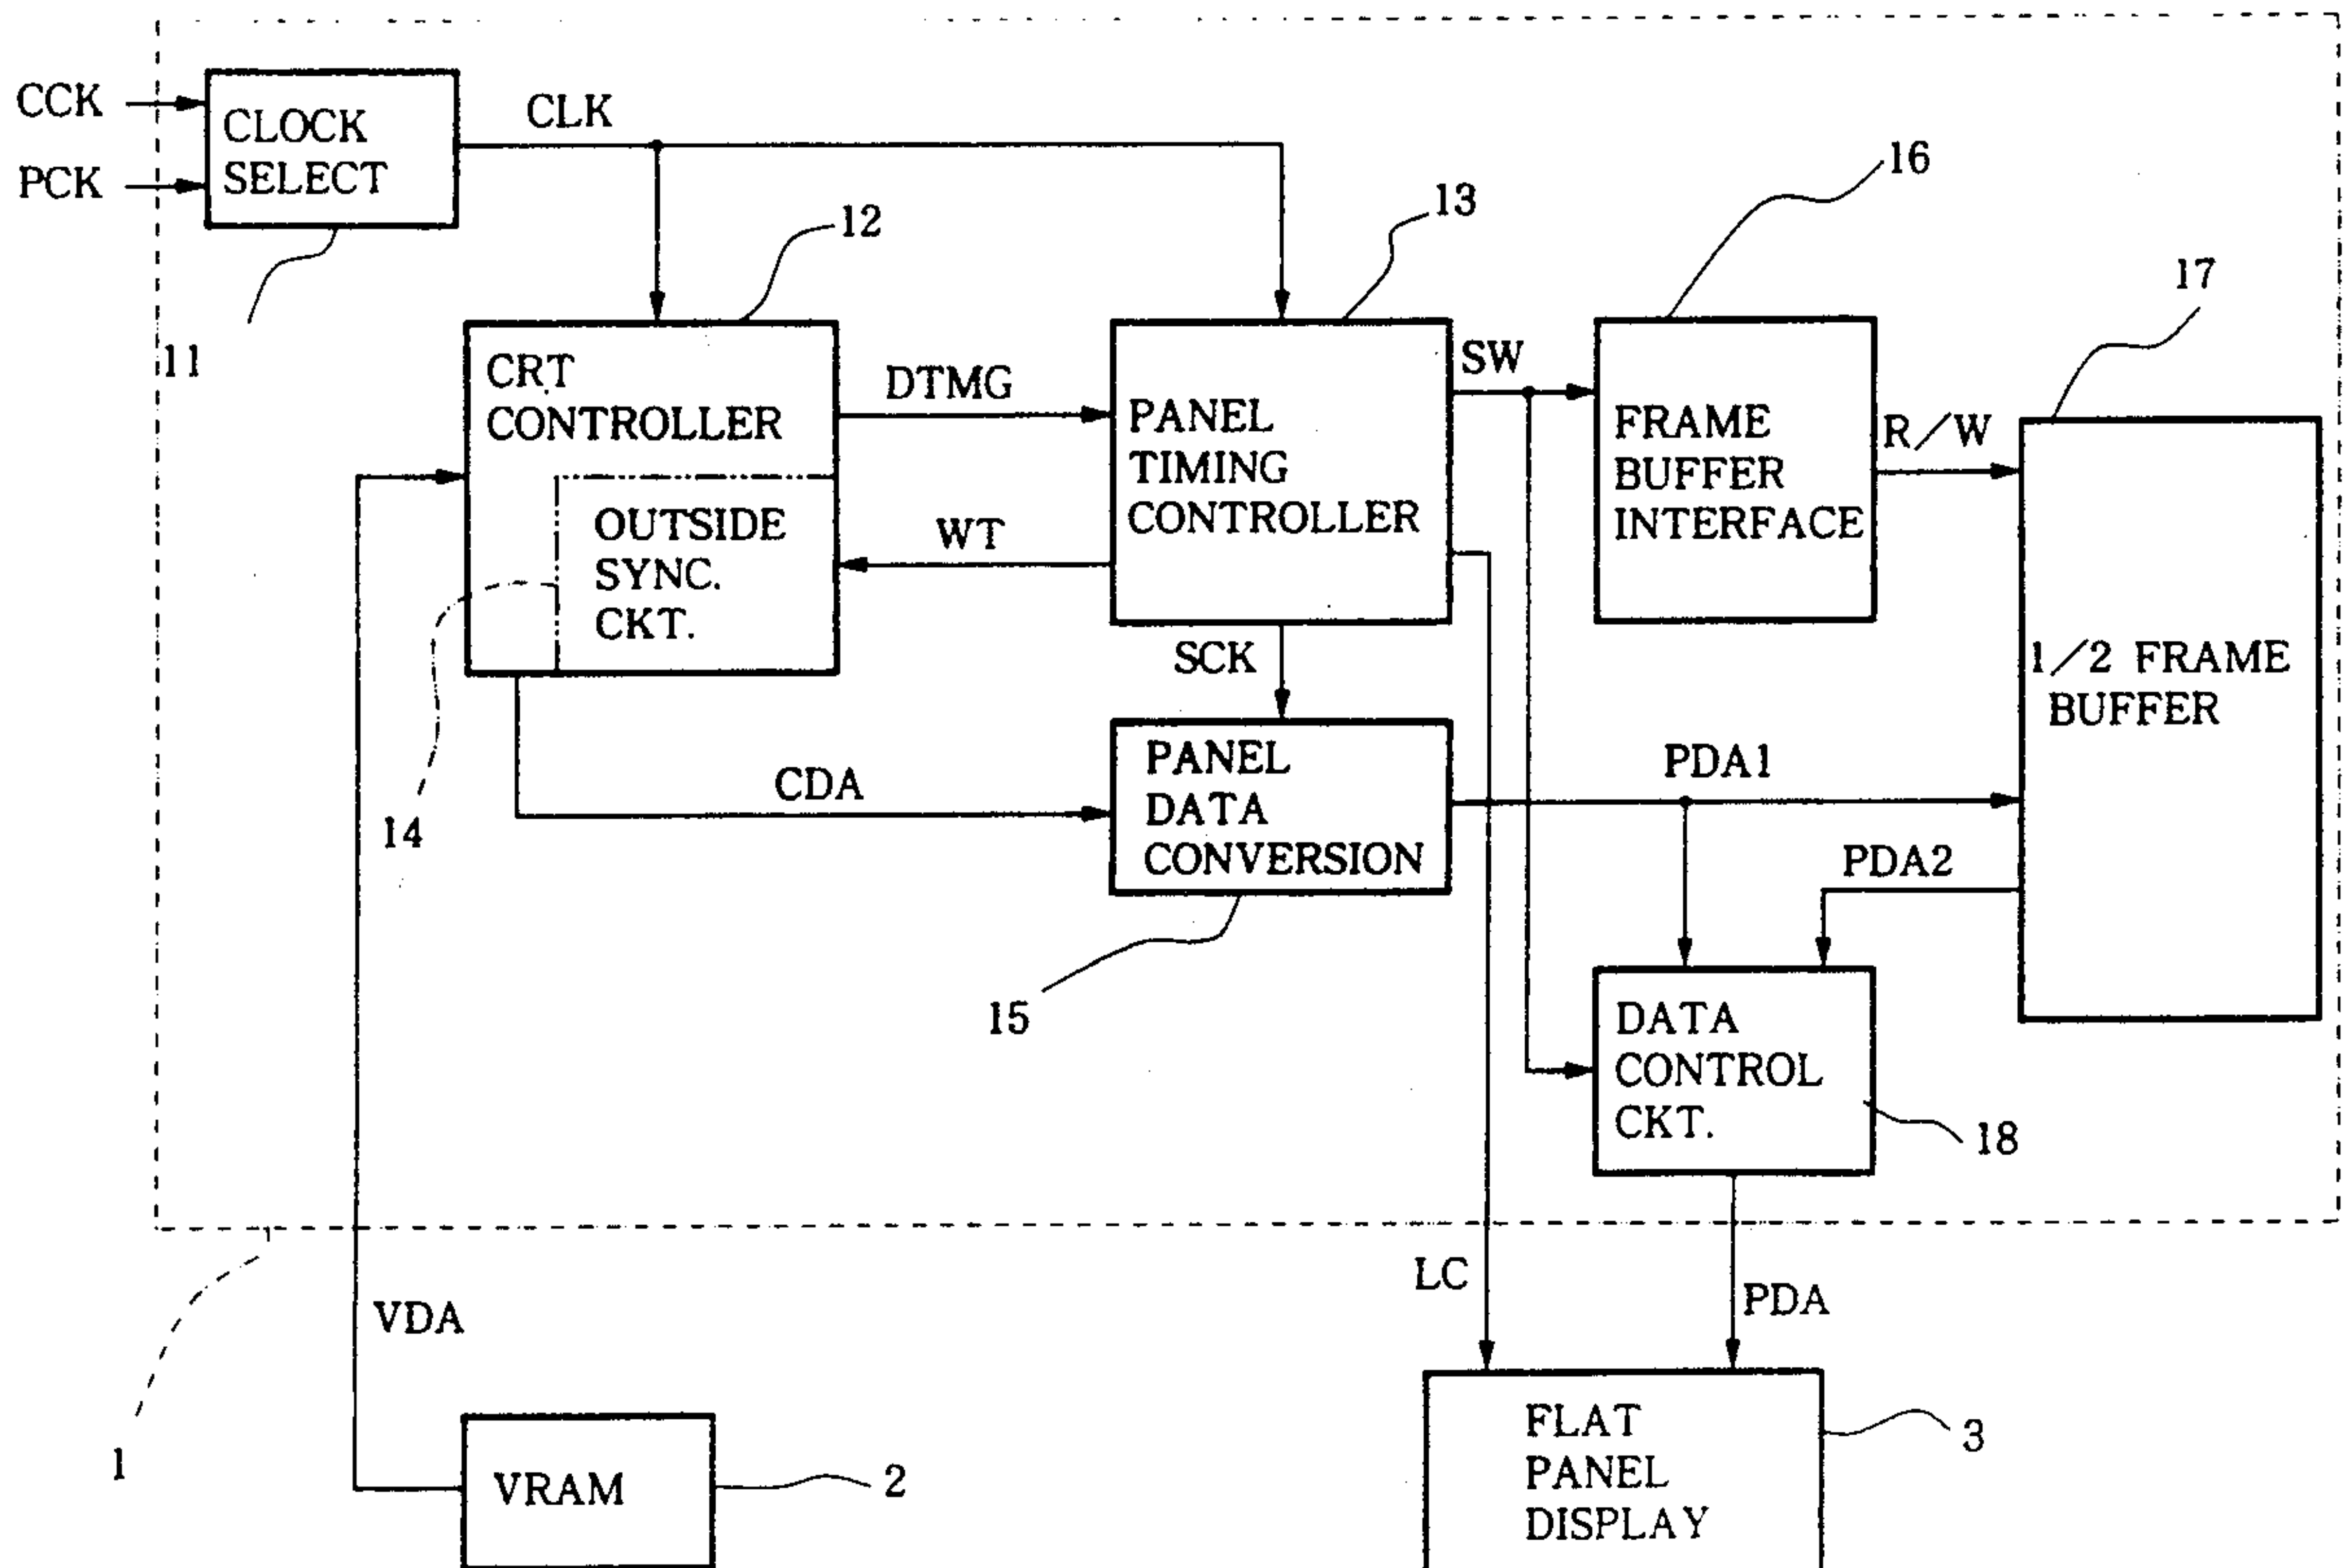 CCK
PCK
CLOCK
SELECT
CLK
11
12
13
16
17
CRT
CONTROLLER
DTMG
WT
OUTSIDE
SYNC.
CKT.
14
PANEL
TIMING
CONTROLLER
SW
FRAME
BUFFER
INTERFACE
R/W
1/2 FRAME
BUFFER
SCK
CDA
PANEL
DATA
CONVERSION
15
PDA1
PDA2
DATA
CONTROL
CKT.
18
LC
PDA
VDA
1
VRAM
2
FLAT
PANEL
DISPLAY
3